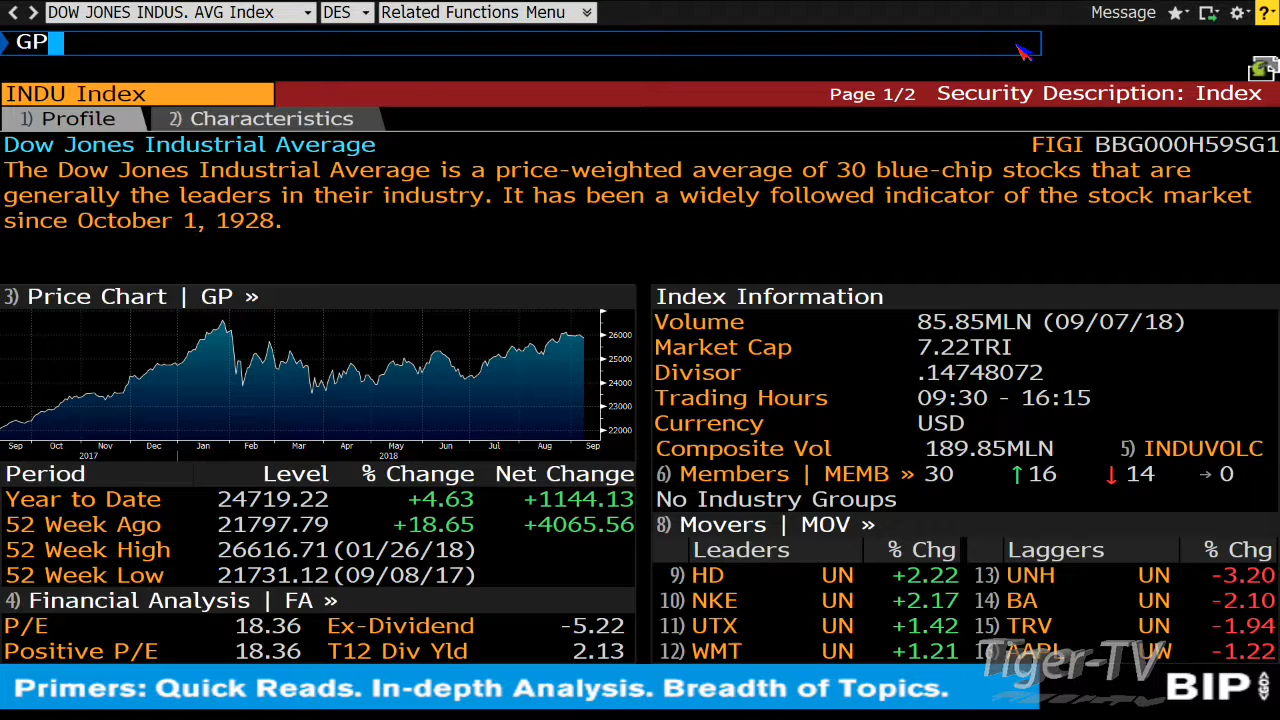 DOW JONES INDUS. AVG Index DES Related Functions Menu Message ?
GP
INDU Index Page 1/2 Security Description: Index
1) Profile 2) Characteristics
Dow Jones Industrial Average FIGI BBG000H59SG1
The Dow Jones Industrial Average is a price-weighted average of 30 blue-chip stocks that are
generally the leaders in their industry. It has been a widely followed indicator of the stock market
since October 1, 1928.
3) Price Chart | GP »
26000
25000
24000
23000
22000
Sep Oct Nov Dec Jan Feb Mar Apr May Jun Jul Aug Sep
2017 2018
Period Level % Change Net Change
Year to Date 24719.22 +4.63 +1144.13
52 Week Ago 21797.79 +18.65 +4065.56
52 Week High 26616.71 (01/26/18)
52 Week Low 21731.12 (09/08/17)
4) Financial Analysis | FA »
P/E 18.36 Ex-Dividend -5.22
Positive P/E 18.36 T12 Div Yld 2.13
Index Information
Volume 85.85MLN (09/07/18)
Market Cap 7.22TRI
Divisor .14748072
Trading Hours 09:30 - 16:15
Currency USD
Composite Vol 189.85MLN 5) INDUVOLC
6) Members | MEMB » 30 ↑16 ↓14 → 0
No Industry Groups
8) Movers | MOV »
Leaders % Chg Laggers % Chg
9) HD UN +2.22 13) UNH UN -3.20
10) NKE UN +2.17 14) BA UN -2.10
11) UTX UN +1.42 15) TRV UN -1.94
12) WMT UN +1.21 16) AAPL UW -1.22
Tiger-TV
Primers: Quick Reads. In-depth Analysis. Breadth of Topics. BIP <GO>